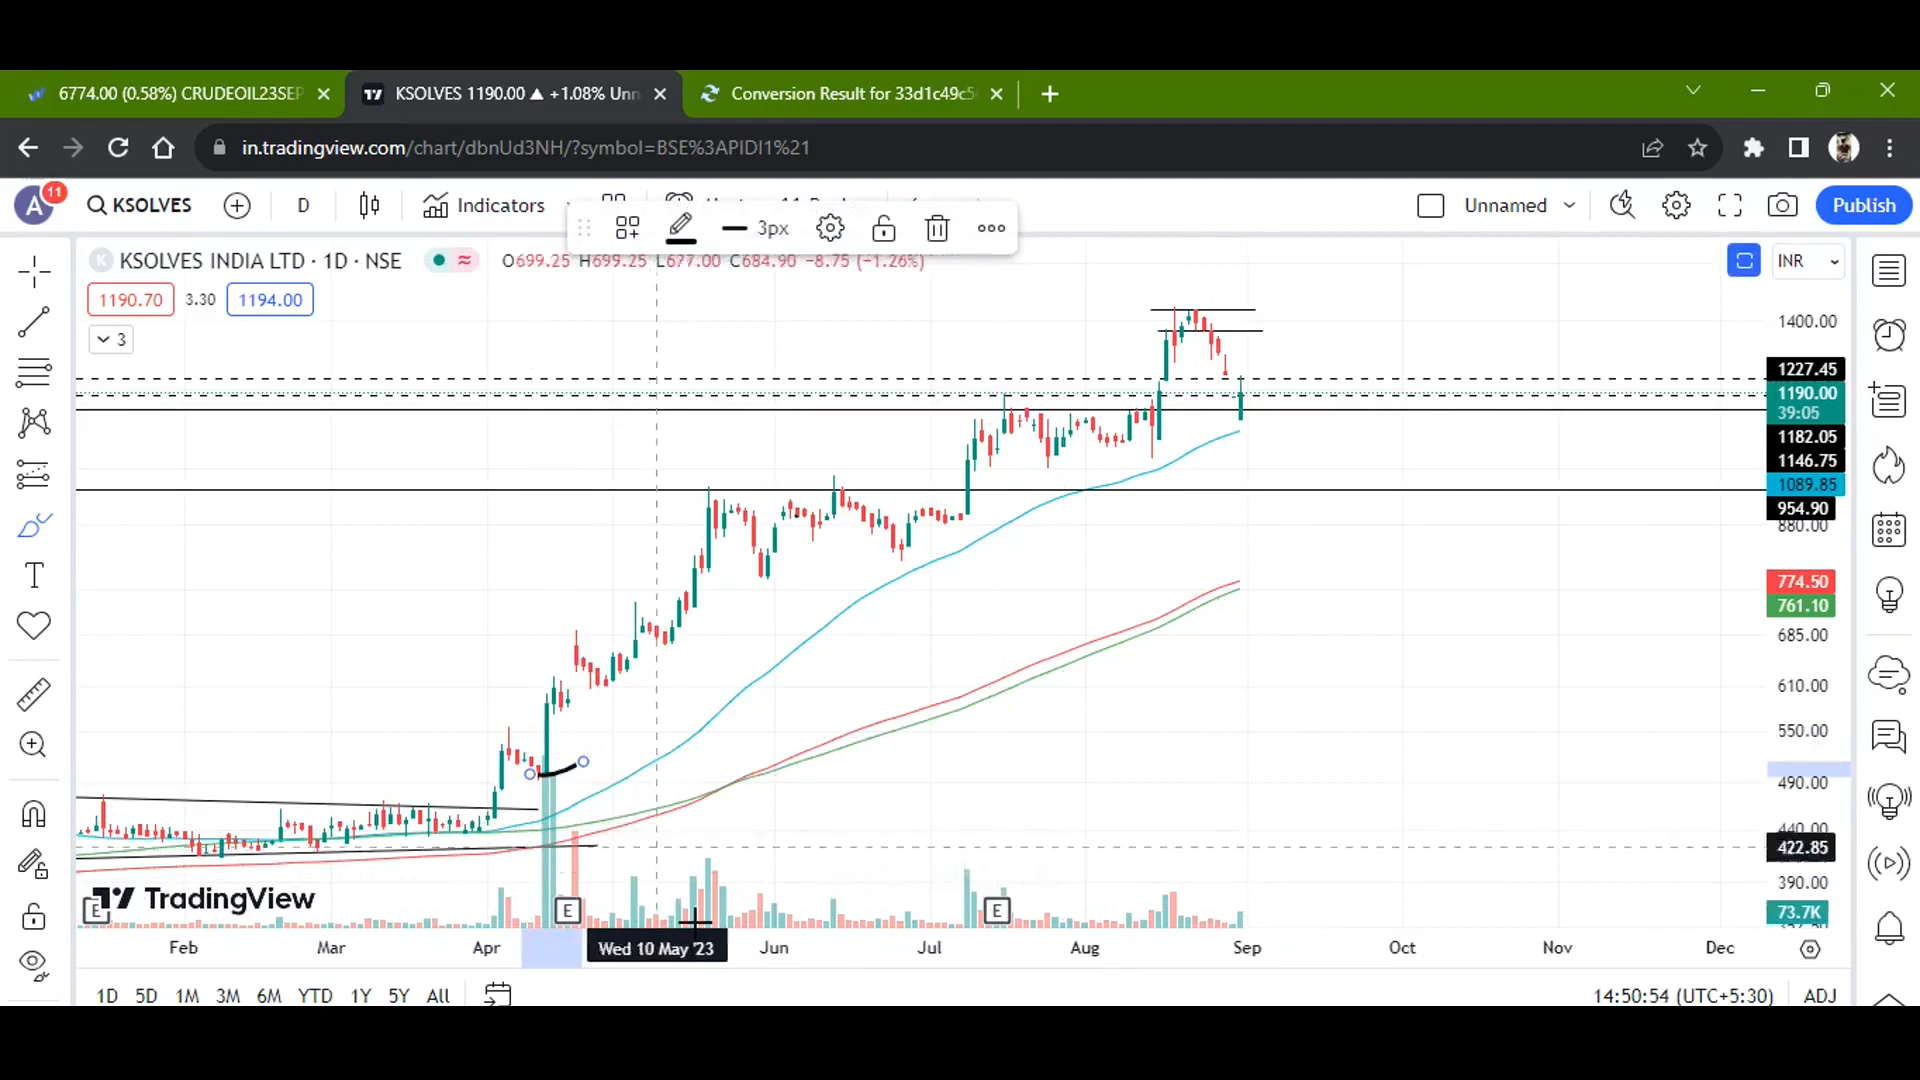 6774.00 (0.58%) CRUDEOIL23SEP
KSOLVES 1190.00 ▲ +1.08% Unn
Conversion Result for 33d1c49c5
in.tradingview.com/chart/dbnUd3NH/?symbol=BSE%3APIDI1%21
A
11
KSOLVES
D
Indicators
Unnamed
Publish
3px
K
KSOLVES INDIA LTD · 1D · NSE
O699.25 H699.25 L677.00 C684.90 −8.75 (−1.26%)
INR
1190.70
3.30
1194.00
3
1400.00
1227.45
1190.00
39:05
1182.05
1146.75
1089.85
954.90
880.00
774.50
761.10
685.00
610.00
550.00
490.00
440.00
422.85
390.00
73.7K
TradingView
E
E
E
Feb
Mar
Apr
Wed 10 May '23
Jun
Jul
Aug
Sep
Oct
Nov
Dec
1D 5D 1M 3M 6M YTD 1Y 5Y All
14:50:54 (UTC+5:30)
ADJ